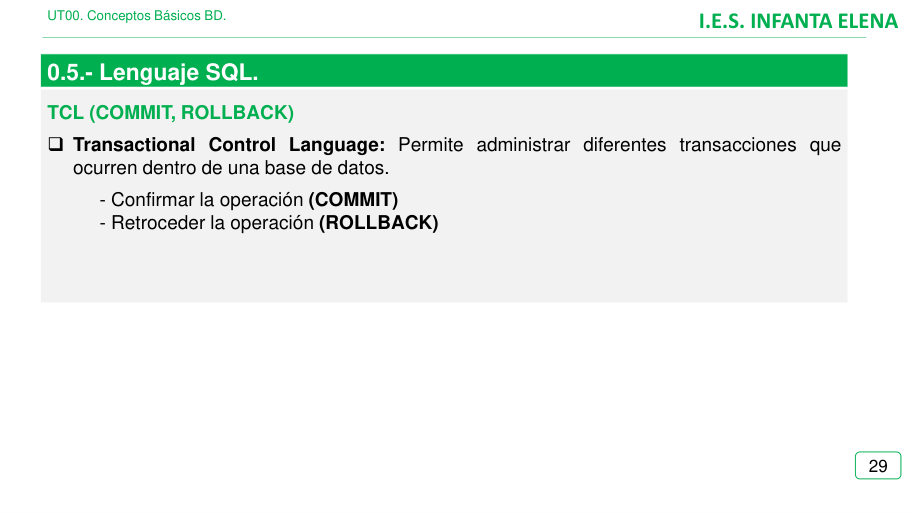 UT00. Conceptos Básicos BD.
I.E.S. INFANTA ELENA
0.5.- Lenguaje SQL.
TCL (COMMIT, ROLLBACK)
❑ Transactional Control Language: Permite administrar diferentes transacciones que
ocurren dentro de una base de datos.
- Confirmar la operación (COMMIT)
- Retroceder la operación (ROLLBACK)
29